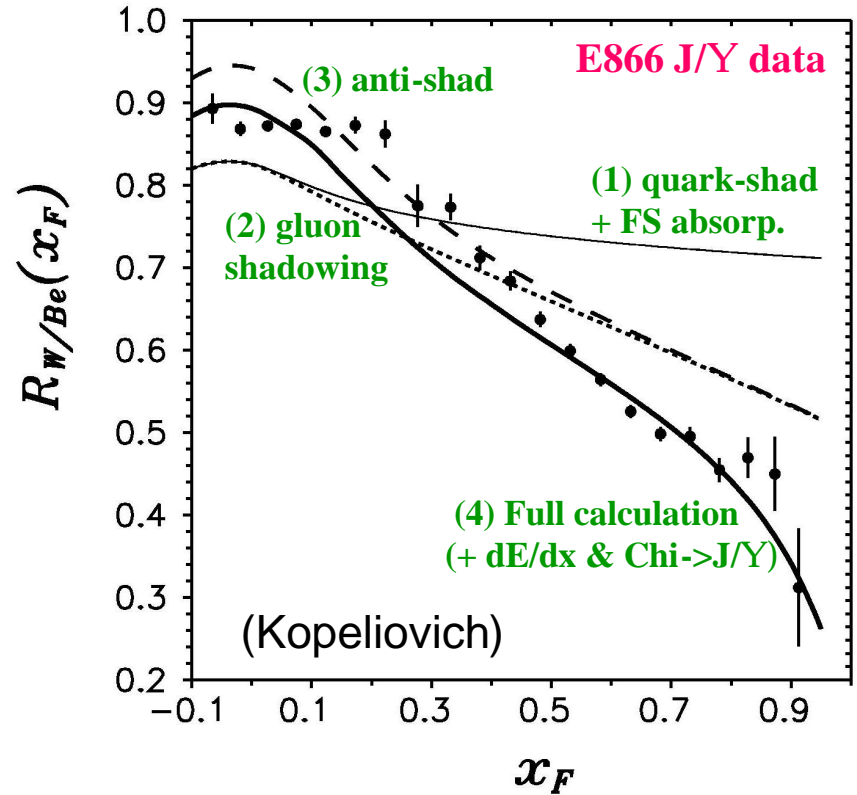 1.0
0.9
0.8
0.7
0.6
0.5
0.4
0.3
0.2
R_{W/Be}(x_F)
E866 J/Υ data
(3) anti-shad
(1) quark-shad
+ FS absorp.
(2) gluon
shadowing
(4) Full calculation
(+ dE/dx & Chi->J/Υ)
(Kopeliovich)
−0.1 0.1 0.3 0.5 0.7 0.9
x_F